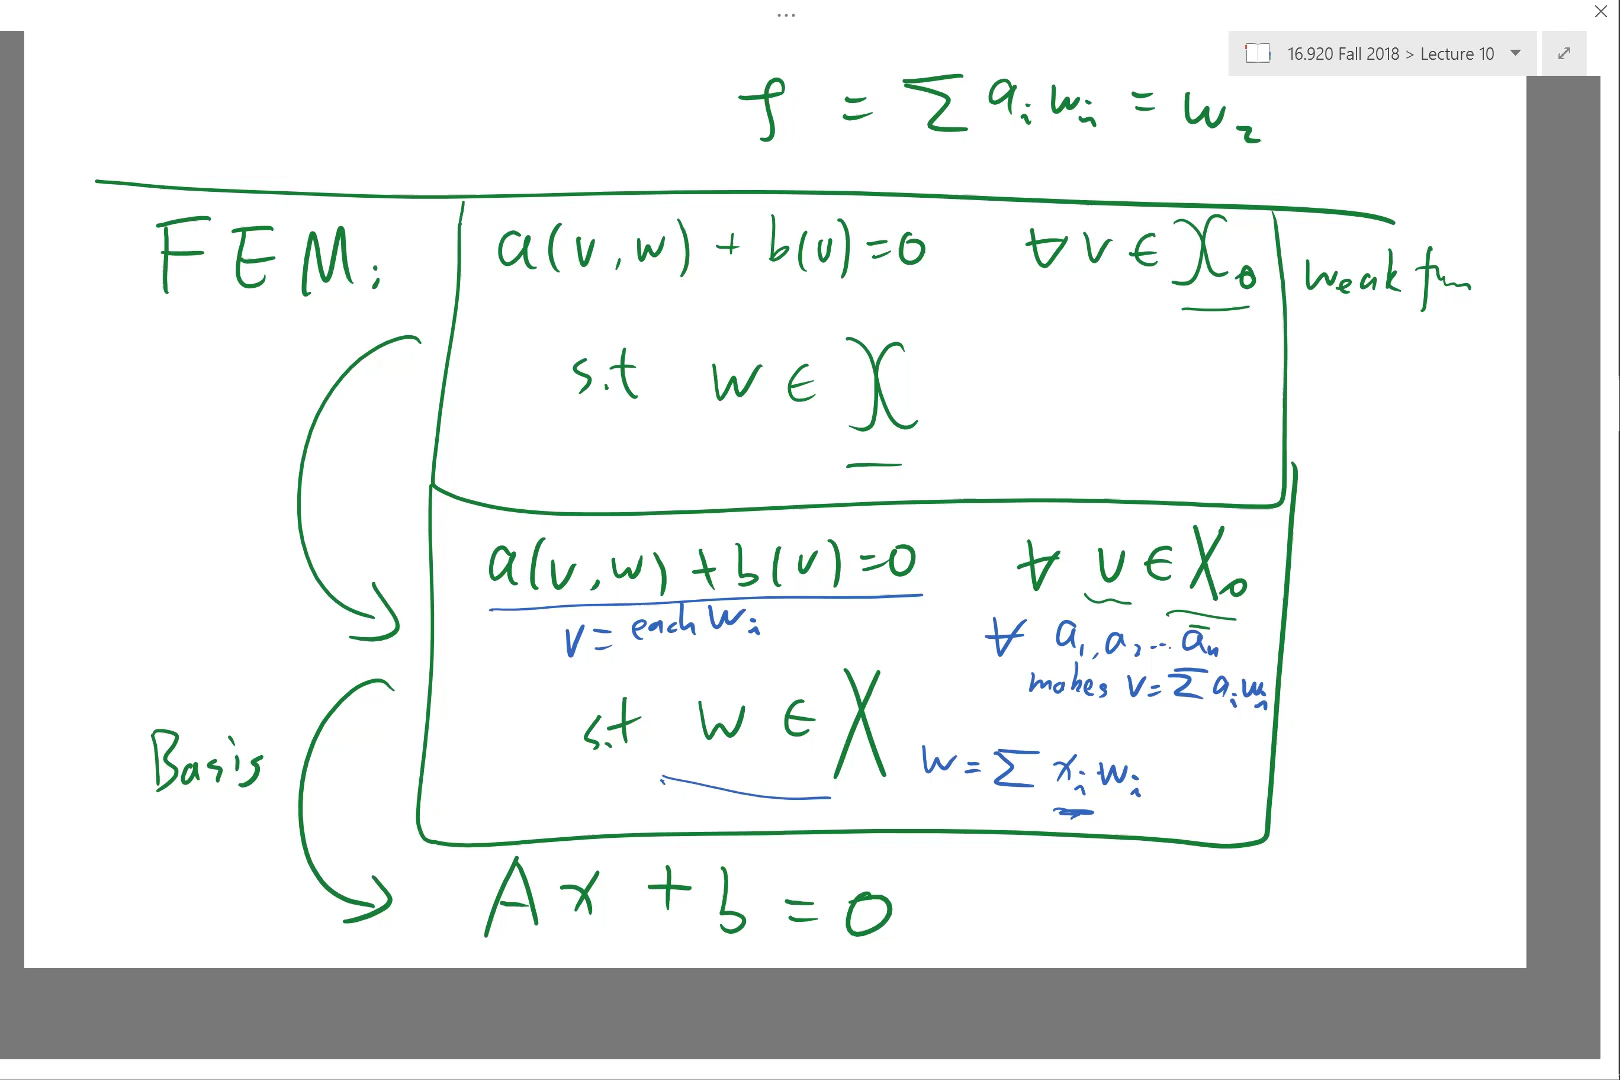 ...
16.920 Fall 2018 > Lecture 10
f = ∑ aᵢ wᵢ = w₂
FEM:
a(v, w) + b(v) = 0 ∀ v ∈ X₀
weak
s.t w ∈ X
a(v, w) + b(v) = 0 ∀ v ∈ X₀
v = each wᵢ
∀ a₁, a₂ ... aₙ
makes v = ∑ aᵢ wᵢ
s.t w ∈ X
w = ∑ xᵢ wᵢ
Basis
Ax + b = 0